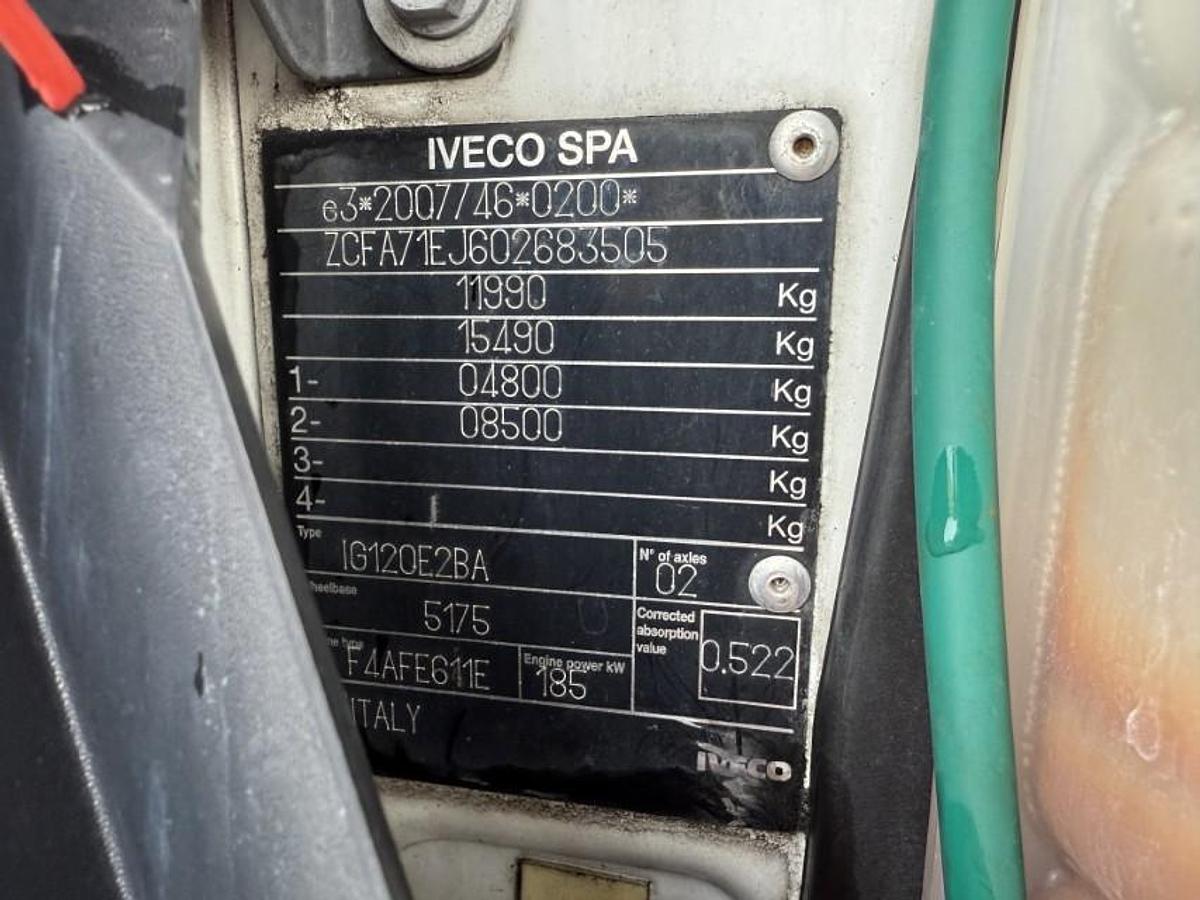 IVECO SPA
e3*2007/46*0200*
ZCFA71EJ602683505
11990 Kg
15490 Kg
1- 04800 Kg
2- 08500 Kg
3- Kg
4- Kg
Type IG120E2BA N° of axles 02
5175
Corrected absorption value 0.522
F4AFE611E Engine power kW 185
ITALY
IVECO